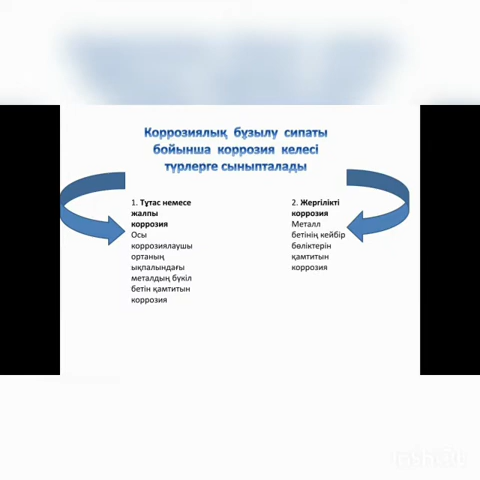 Коррозиялық бұзылу сипаты
бойынша коррозия келесі
түрлерге сыныпталады
1. Тұтас немесе
жалпы
коррозия
Осы
коррозиялаушы
ортаның
ықпалындағы
металдың бүкіл
бетін қамтитын
коррозия
2. Жергілікті
коррозия
Металл
бетінің кейбір
бөліктерін
қамтитын
коррозия